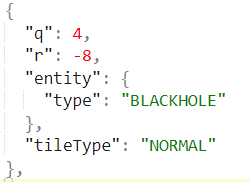 {
"q": 4,
"r": -8,
"entity": {
"type": "BLACKHOLE"
},
"tileType": "NORMAL"
},